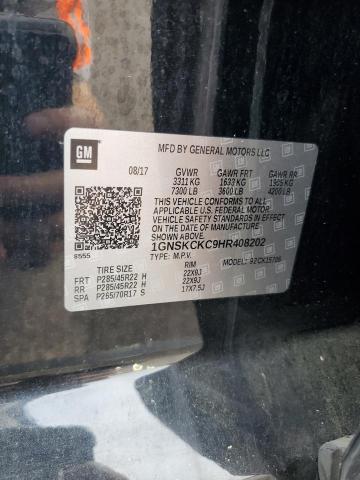 GM
MFD BY GENERAL MOTORS LLC
08/17 GVWR GAWR FRT GAWR RR
3311 KG 1633 KG 1905 KG
7300 LB 3600 LB 4200 LB
THIS VEHICLE CONFORMS TO ALL
APPLICABLE U.S. FEDERAL MOTOR
VEHICLE SAFETY STANDARDS IN
EFFECT ON THE DATE OF
MANUFACTURE SHOWN ABOVE.
1GNSKCKC9HR408202
8555 TYPE: M.P.V. MODEL: 92CK15706
TIRE SIZE RIM
FRT P285/45R22 H 22X9J
RR P285/45R22 H 22X9J
SPA P265/70R17 S 17X7.5J